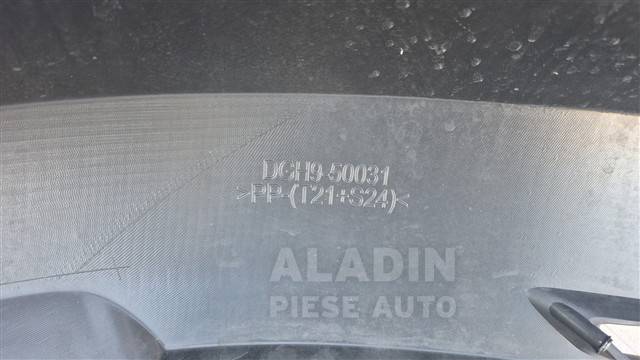 DGH9-50031
>PP-(T21+S24)<
ALADIN
PIESE AUTO